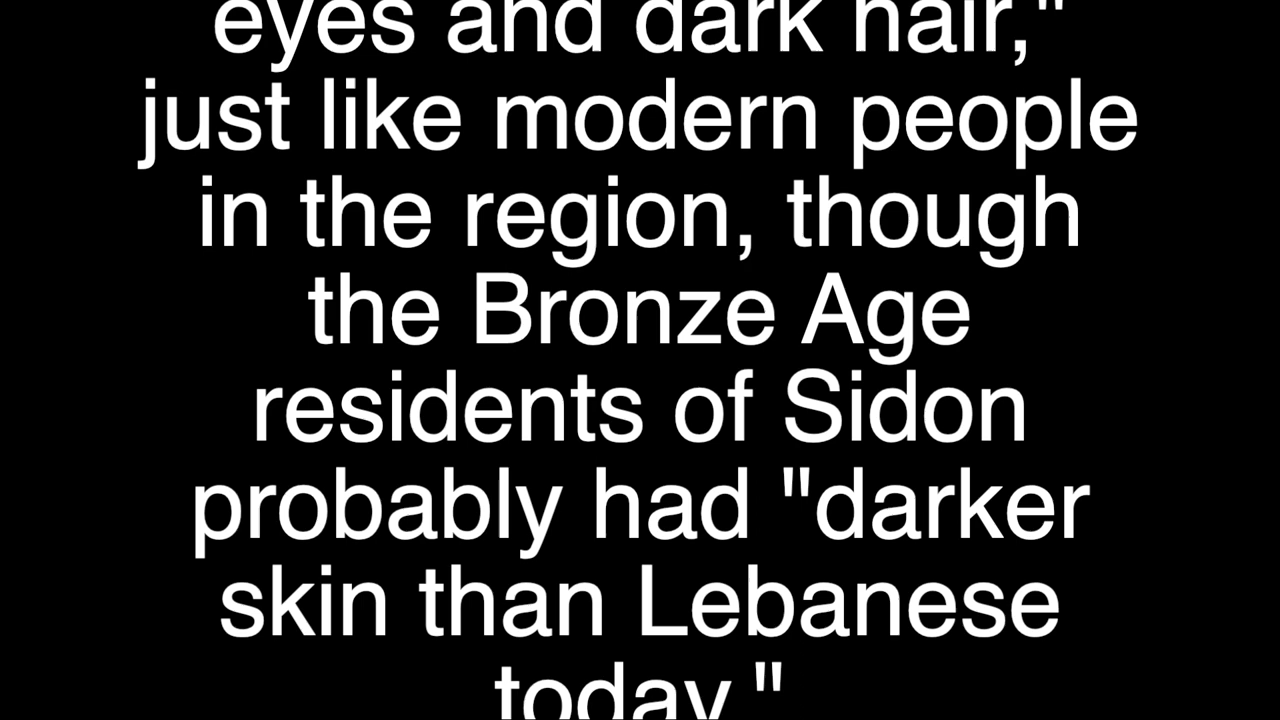 eyes and dark hair,"
just like modern people
in the region, though
the Bronze Age
residents of Sidon
probably had "darker
skin than Lebanese
today."